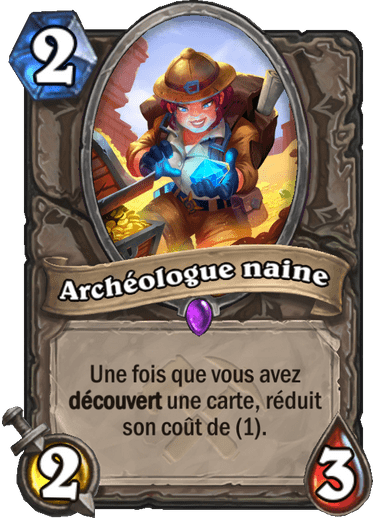 2
Archéologue naine
Une fois que vous avez
découvert une carte, réduit
son coût de (1).
2
3